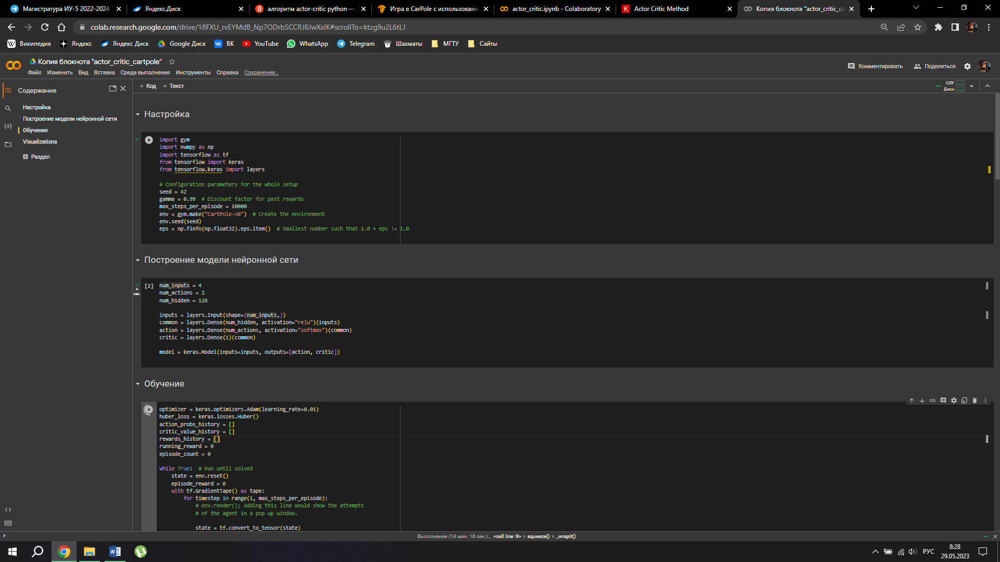 Магистратура ИУ-5 2022-2024
Яндекс.Диск
алгоритм actor-critic python —
Игра в CarPole с использовани
actor_critic.ipynb - Colaboratory
Actor Critic Method
Копия блокнота "actor_critic_ca
colab.research.google.com/drive/18FXU_rvEYMdB_Np7ODrbSCCRJ8JwXxIK#scrollTo=ktzg9u2L6tLJ
Википедия
Яндекс
Яндекс Диск
Google Диск
ВК
YouTube
WhatsApp
Telegram
Шахматы
МГТУ
Сайты
Копия блокнота "actor_critic_cartpole"
Файл Изменить Вид Вставка Среда выполнения Инструменты Справка Сохранение...
Комментировать
Поделиться
+ Код + Текст
ОЗУ
Диск
Содержание
Настройка
Построение модели нейронной сети
Обучение
Visualizations
Раздел
Настройка
import gym
import numpy as np
import tensorflow as tf
from tensorflow import keras
from tensorflow.keras import layers
# Configuration parameters for the whole setup
seed = 42
gamma = 0.99  # Discount factor for past rewards
max_steps_per_episode = 10000
env = gym.make("CartPole-v0")  # Create the environment
env.seed(seed)
eps = np.finfo(np.float32).eps.item()  # Smallest number such that 1.0 + eps != 1.0
Построение модели нейронной сети
4
сек.
[2]
num_inputs = 4
num_actions = 2
num_hidden = 128
inputs = layers.Input(shape=(num_inputs,))
common = layers.Dense(num_hidden, activation="relu")(inputs)
action = layers.Dense(num_actions, activation="softmax")(common)
critic = layers.Dense(1)(common)
model = keras.Model(inputs=inputs, outputs=[action, critic])
Обучение
optimizer = keras.optimizers.Adam(learning_rate=0.01)
huber_loss = keras.losses.Huber()
action_probs_history = []
critic_value_history = []
rewards_history = []
running_reward = 0
episode_count = 0
while True:  # Run until solved
state = env.reset()
episode_reward = 0
with tf.GradientTape() as tape:
for timestep in range(1, max_steps_per_episode):
# env.render(); Adding this line would show the attempts
# of the agent in a pop up window.
state = tf.convert_to_tensor(state)
Выполнение (14 мин. 18 сек.)... <cell line: 9> > squeeze() > _wrapit()
РУС
8:28
29.05.2023